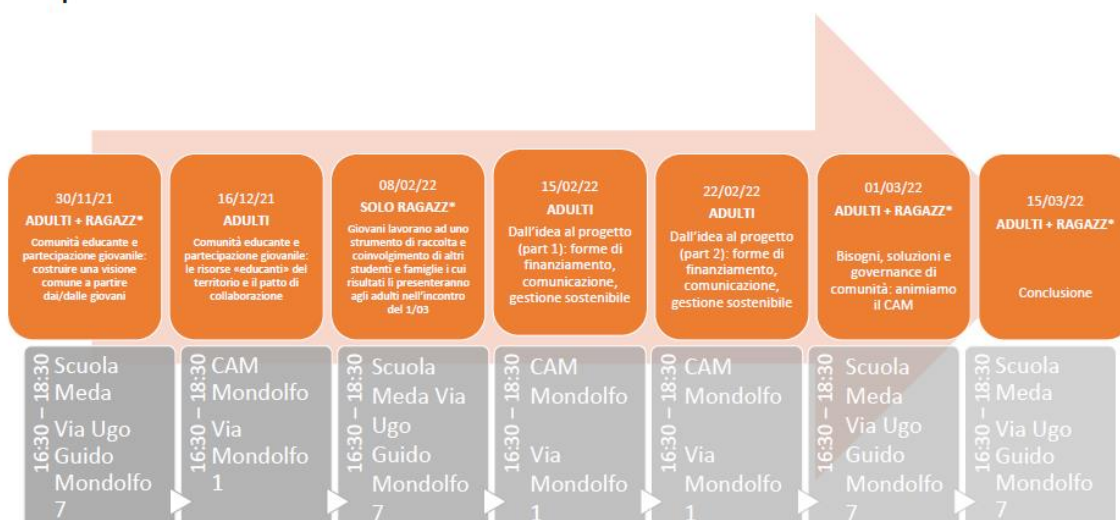 30/11/21
ADULTI + RAGAZZ*
Comunità educante e
partecipazione giovanile:
costruire una visione
comune a partire
dai/dalle giovani
16:30 – 18:30
Scuola
Meda
Via Ugo
Guido
Mondolfo
7
16/12/21
ADULTI
Comunità educante e
partecipazione giovanile:
le risorse «educanti» del
territorio e il patto di
collaborazione
16:30 – 18:30
CAM
Mondolfo
Via
Mondolfo
1
08/02/22
SOLO RAGAZZ*
Giovani lavorano ad uno
strumento di raccolta e
coinvolgimento di altri
studenti e famiglie i cui
risultati li presenteranno
agli adulti nell'incontro
del 1/03
16:30 – 18:30
Scuola
Meda Via
Ugo
Guido
Mondolfo
7
15/02/22
ADULTI
Dall'idea al progetto
(part 1): forme di
finanziamento,
comunicazione,
gestione sostenibile
16:30 – 18:30
CAM
Mondolfo
Via
Mondolfo
1
22/02/22
ADULTI
Dall'idea al progetto
(part 2): forme di
finanziamento,
comunicazione,
gestione sostenibile
16:30 – 18:30
CAM
Mondolfo
Via
Mondolfo
1
01/03/22
ADULTI + RAGAZZ*
Bisogni, soluzioni e
governance di
comunità: animiamo
il CAM
16:30 – 18:30
Scuola
Meda
Via Ugo
Guido
Mondolfo
7
15/03/22
ADULTI + RAGAZZ*
Conclusione
16:30 – 18:30
Scuola
Meda
Via Ugo
Guido
Mondolfo
7